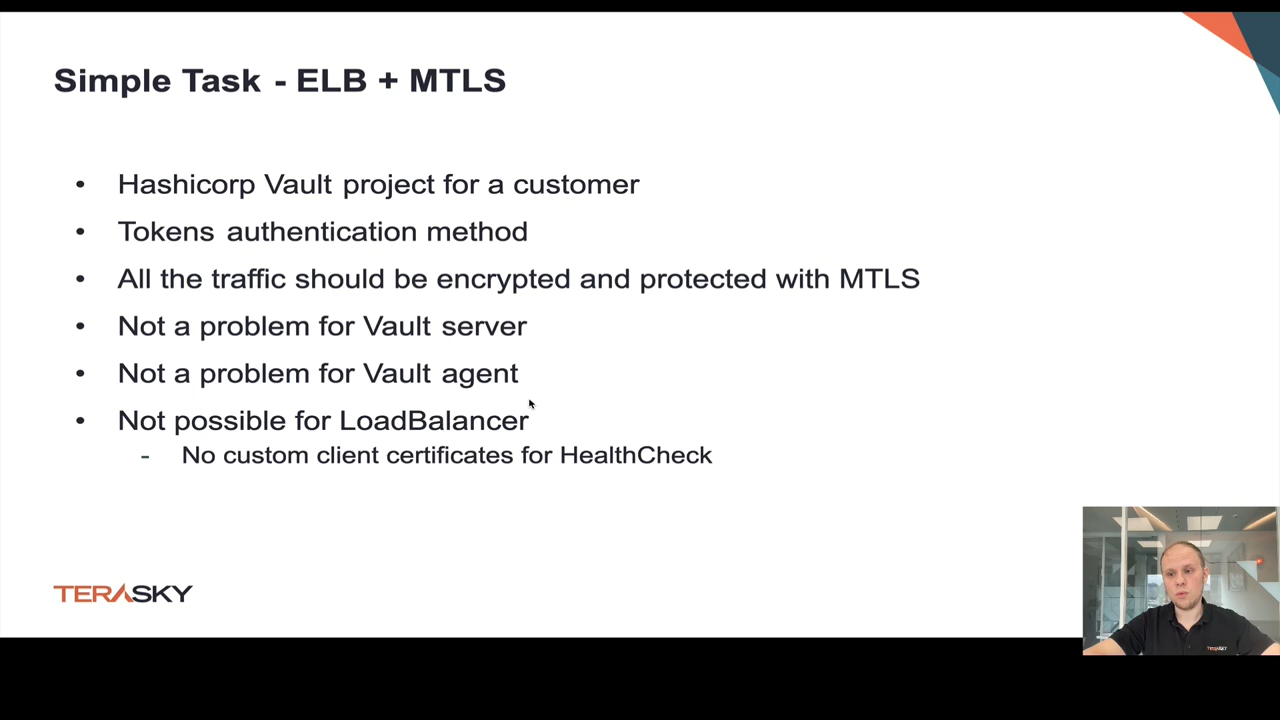 Simple Task - ELB + MTLS
• Hashicorp Vault project for a customer
• Tokens authentication method
• All the traffic should be encrypted and protected with MTLS
• Not a problem for Vault server
• Not a problem for Vault agent
• Not possible for LoadBalancer
- No custom client certificates for HealthCheck
TERASKY
TERASKY